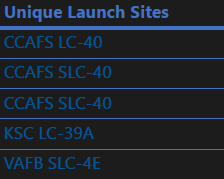 Unique Launch Sites
CCAFS LC-40
CCAFS SLC-40
CCAFS SLC-40
KSC LC-39A
VAFB SLC-4E